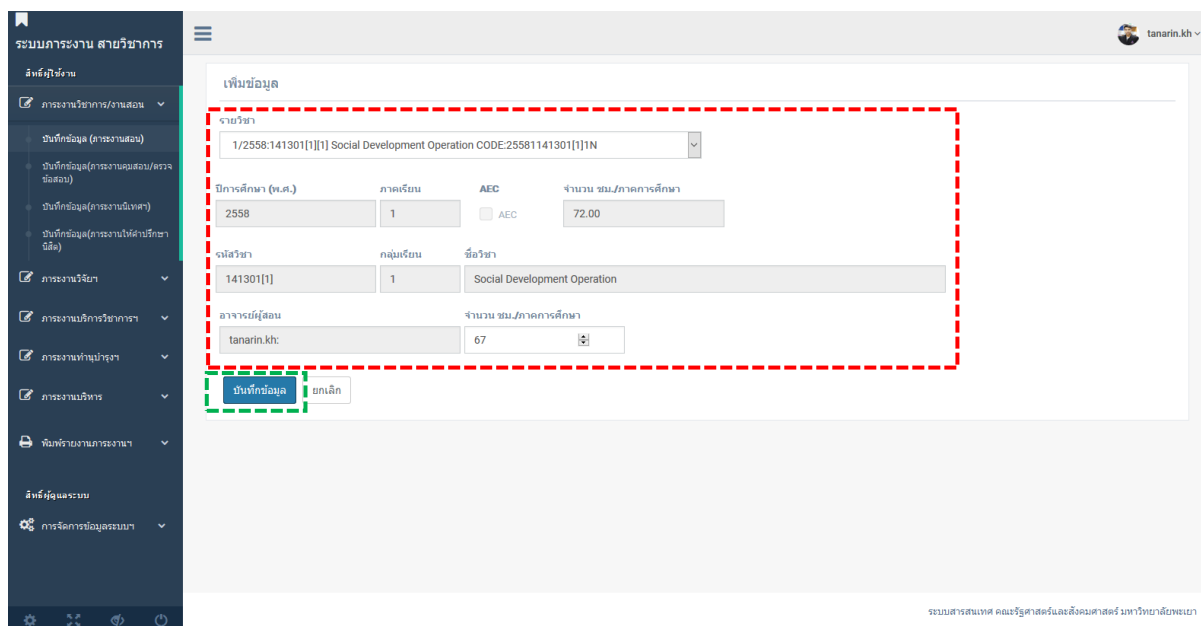 ระบบภาระงาน สายวิชาการ
tanarin.kh
สิทธิ์ผู้ใช้งาน
ภาระงานวิชาการ/งานสอน
บันทึกข้อมูล (ภาระงานสอน)
บันทึกข้อมูล(ภาระงานคุมสอบ/ตรวจ
ข้อสอบ)
บันทึกข้อมูล(ภาระงานนิเทศฯ)
บันทึกข้อมูล(ภาระงานให้คำปรึกษา
นิสิต)
ภาระงานวิจัยฯ
ภาระงานบริการวิชาการฯ
ภาระงานทำนุบำรุงฯ
ภาระงานบริหาร
พิมพ์รายงานภาระงานฯ
สิทธิ์ผู้ดูแลระบบ
การจัดการข้อมูลระบบฯ
เพิ่มข้อมูล
รายวิชา
1/2558:141301[1][1] Social Development Operation CODE:25581141301[1]1N
ปีการศึกษา (พ.ศ.) ภาคเรียน AEC จำนวน ชม./ภาคการศึกษา
2558 1 AEC 72.00
รหัสวิชา กลุ่มเรียน ชื่อวิชา
141301[1] 1 Social Development Operation
อาจารย์ผู้สอน จำนวน ชม./ภาคการศึกษา
tanarin.kh: 67
บันทึกข้อมูล ยกเลิก
ระบบสารสนเทศ คณะรัฐศาสตร์และสังคมศาสตร์ มหาวิทยาลัยพะเยา